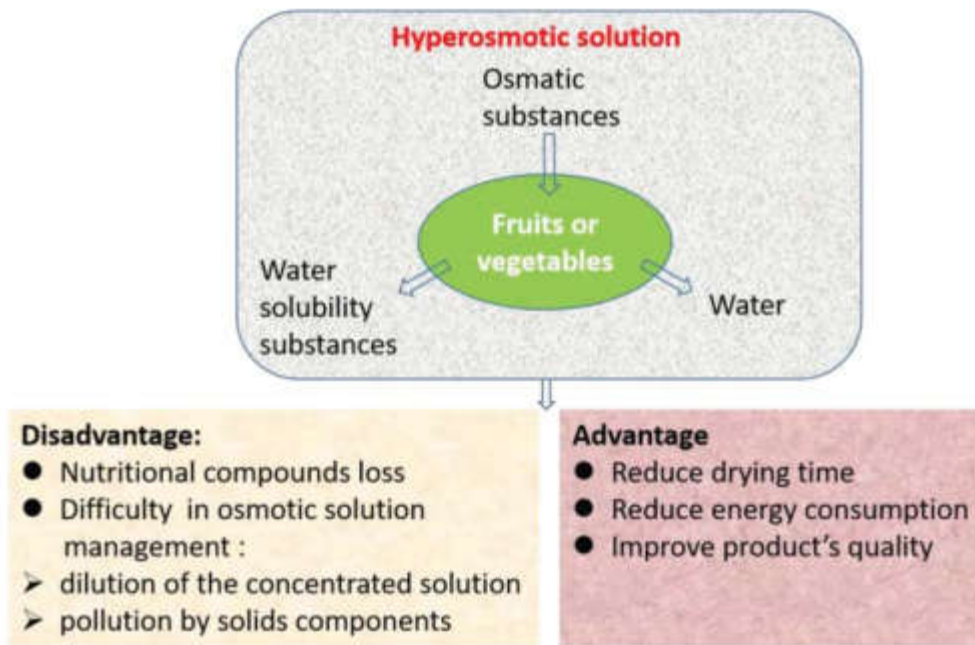 Hyperosmotic solution
Osmatic
substances
Fruits or
vegetables
Water
solubility
substances
Water
Disadvantage:
● Nutritional compounds loss
● Difficulty in osmotic solution
management :
➢ dilution of the concentrated solution
➢ pollution by solids components
Advantage
● Reduce drying time
● Reduce energy consumption
● Improve product's quality